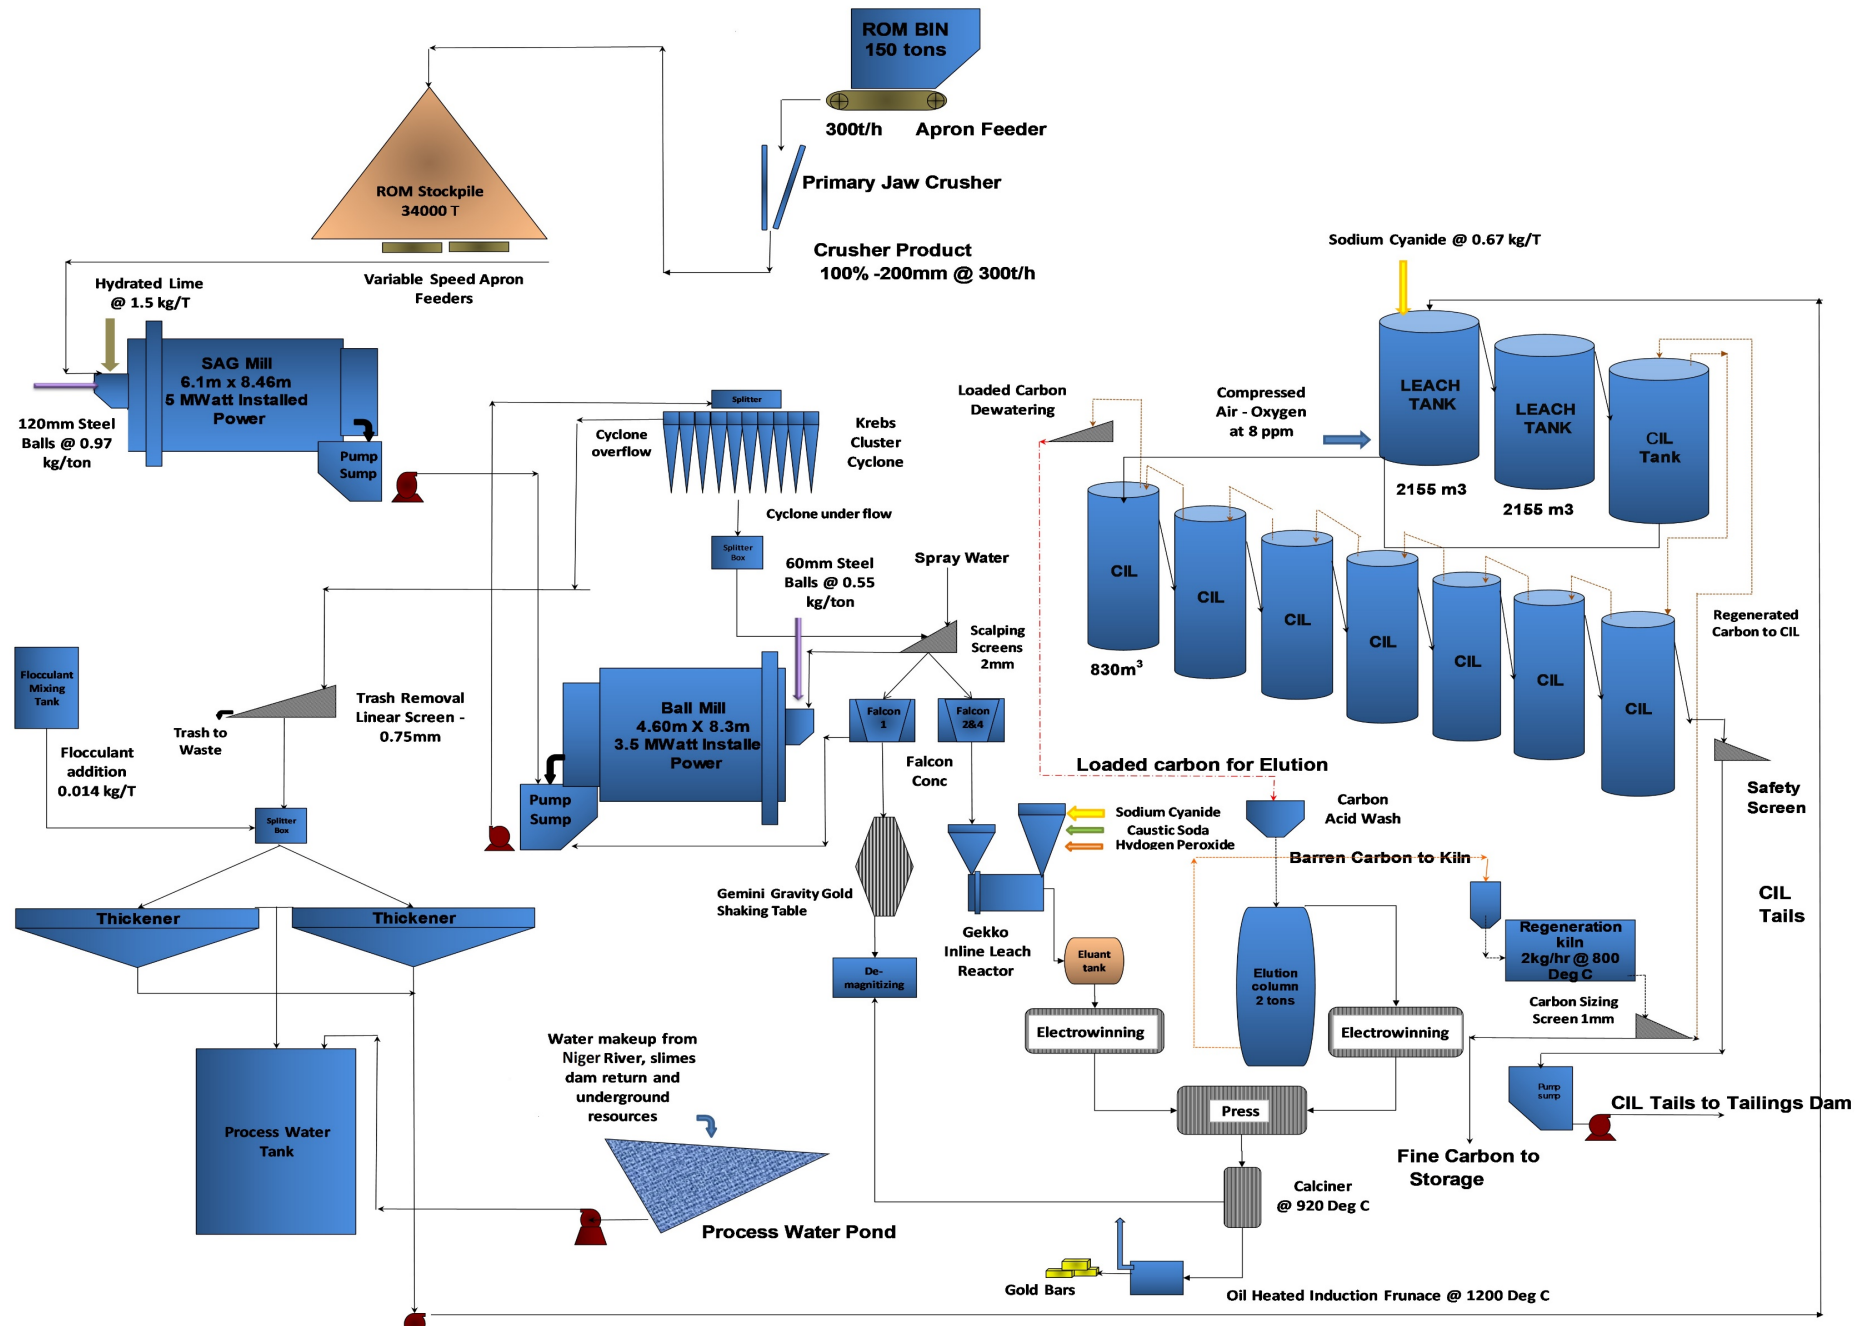 ROM BIN
150 tons
300t/h
Apron Feeder
Primary Jaw Crusher
Crusher Product
100% -200mm @ 300t/h
ROM Stockpile
34000 T
Variable Speed Apron
Feeders
Hydrated Lime
@ 1.5 kg/T
SAG Mill
6.1m x 8.46m
5 MWatt Installed
Power
120mm Steel
Balls @ 0.97
kg/ton
Pump
Sump
Splitter
Cyclone
overflow
Krebs
Cluster
Cyclone
Cyclone under flow
Splitter
Box
60mm Steel
Balls @ 0.55
kg/ton
Spray Water
Scalping
Screens
2mm
Sodium Cyanide @ 0.67 kg/T
Loaded Carbon
Dewatering
Compressed
Air - Oxygen
at 8 ppm
LEACH
TANK
LEACH
TANK
CIL
Tank
2155 m3
2155 m3
CIL
CIL
CIL
CIL
CIL
CIL
CIL
830m³
Regenerated
Carbon to CIL
Flocculant
Mixing
Tank
Trash to
Waste
Trash Removal
Linear Screen -
0.75mm
Flocculant
addition
0.014 kg/T
Splitter
Box
Ball Mill
4.60m X 8.3m
3.5 MWatt Installe
Power
Pump
Sump
Falcon
1
Falcon
2&4
Falcon
Conc
Loaded carbon for Elution
Sodium Cyanide
Caustic Soda
Hydogen Peroxide
Carbon
Acid Wash
Safety
Screen
Barren Carbon to Kiln
CIL
Tails
Gemini Gravity Gold
Shaking Table
Gekko
Inline Leach
Reactor
Thickener
Thickener
De-
magnitizing
Eluant
tank
Elution
column
2 tons
Regeneration
kiln
2kg/hr @ 800
Deg C
Carbon Sizing
Screen 1mm
Electrowinning
Electrowinning
Water makeup from
Niger River, slimes
dam return and
underground
resources
Process Water
Tank
Process Water Pond
Press
Pump
sump
CIL Tails to Tailings Dam
Fine Carbon to
Storage
Calciner
@ 920 Deg C
Gold Bars
Oil Heated Induction Frunace @ 1200 Deg C